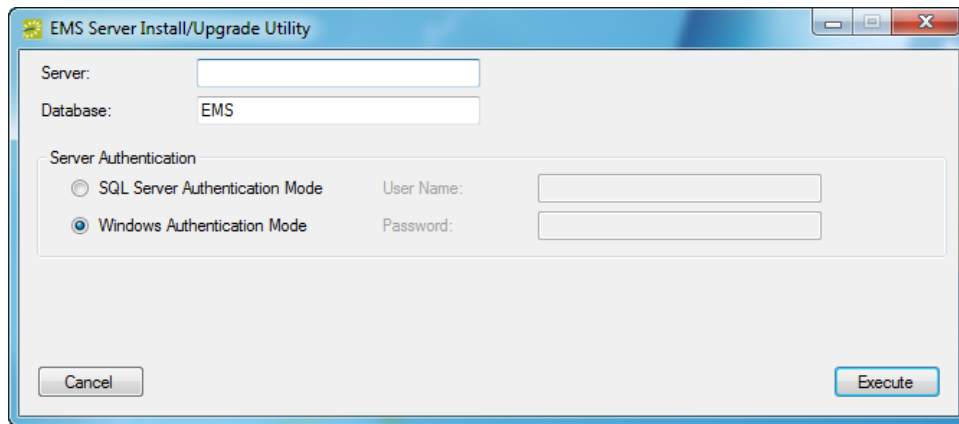 EMS Server Install/Upgrade Utility
Server:
Database: EMS
Server Authentication
SQL Server Authentication Mode User Name:
Windows Authentication Mode Password:
Cancel Execute